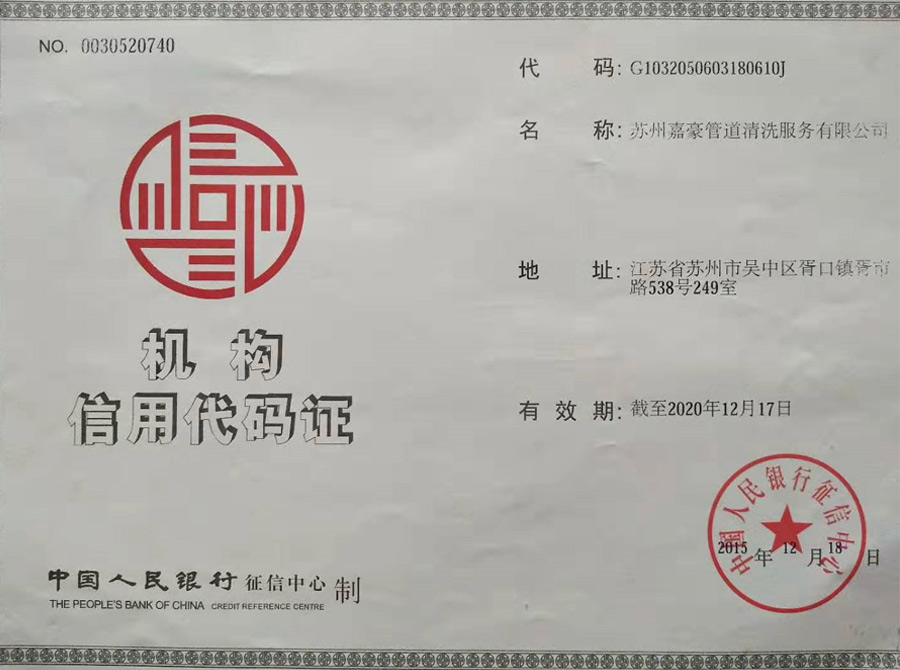 NO. 0030520740
机 构
信用代码证
中国人民银行征信中心 制
THE PEOPLE'S BANK OF CHINA CREDIT REFERENCE CENTRE
代 码: G1032050603180610J
名 称: 苏州嘉豪管道清洗服务有限公司
地 址: 江苏省苏州市吴中区胥口镇胥市
路538号249室
有 效 期: 截至2020年12月17日
中国人民银行征信中心
2015 年 12 月 18 日